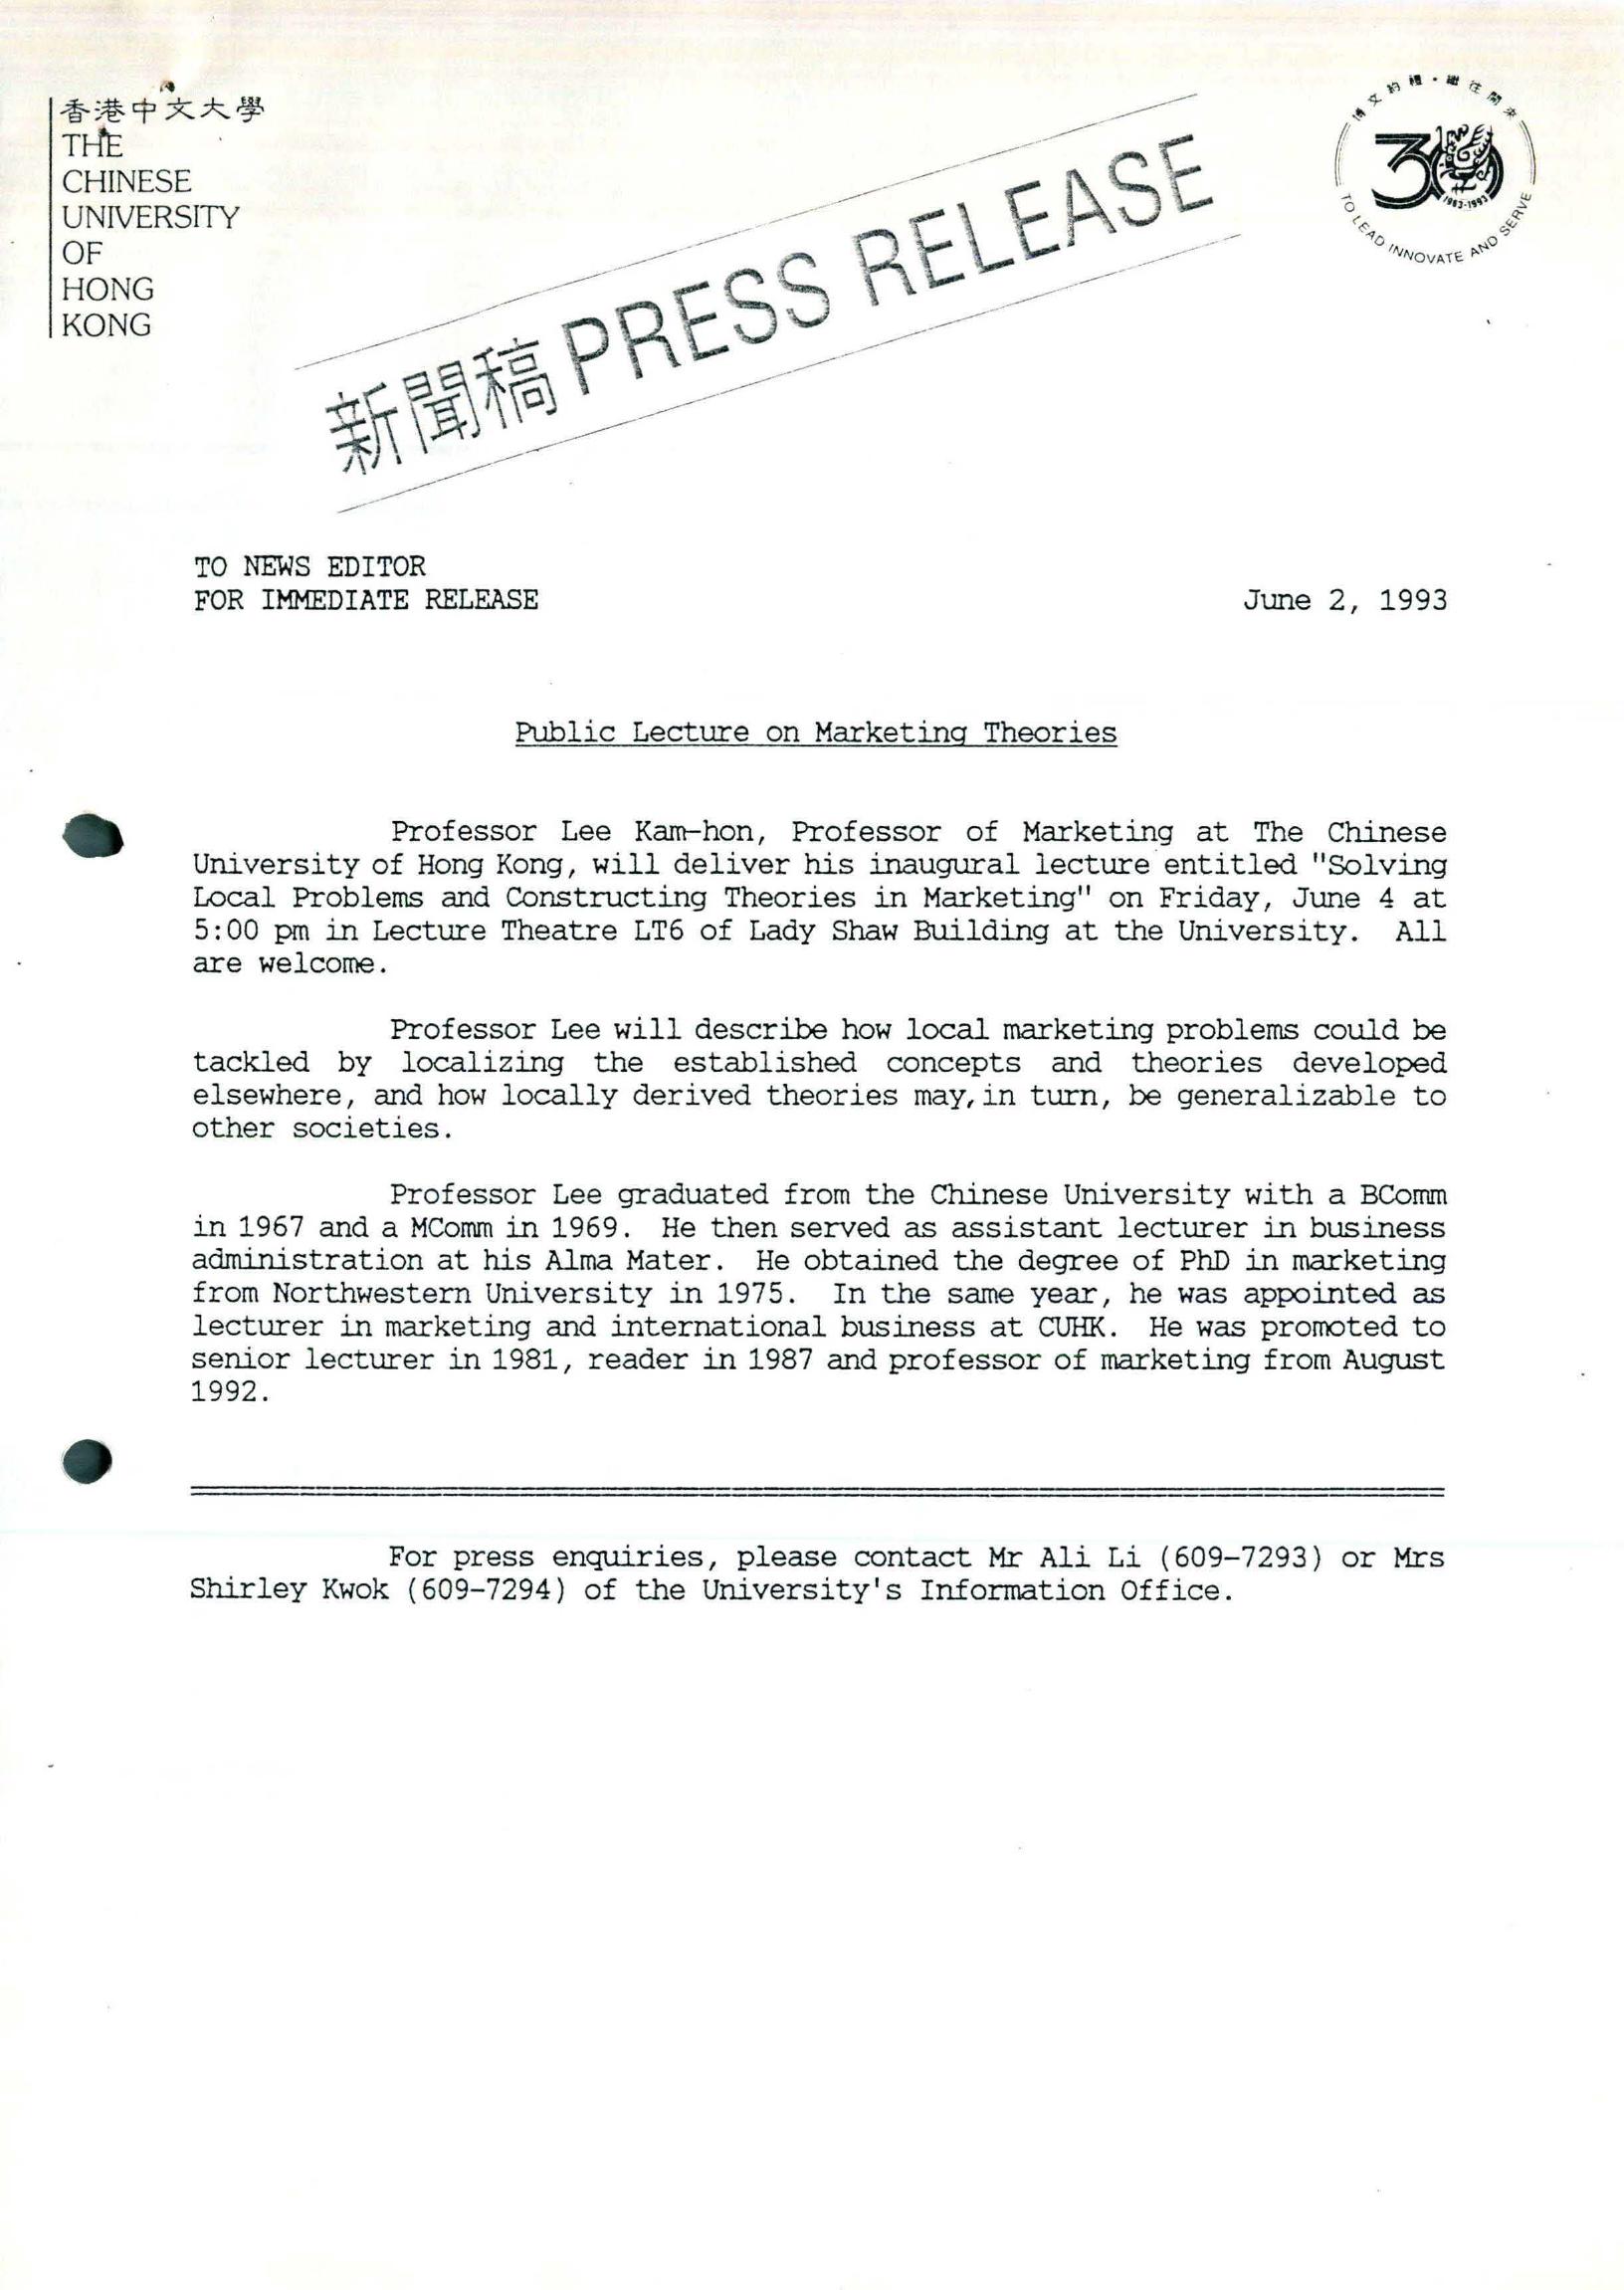 香港中文大學
THE
CHINESE
UNIVERSITY
OF
HONG
KONG
博文約禮·繼往開來
30
1963-1993
TO LEAD INNOVATE AND SERVE
新聞稿 PRESS RELEASE
TO NEWS EDITOR
FOR IMMEDIATE RELEASE June 2, 1993
Public Lecture on Marketing Theories
Professor Lee Kam-hon, Professor of Marketing at The Chinese
University of Hong Kong, will deliver his inaugural lecture entitled "Solving
Local Problems and Constructing Theories in Marketing" on Friday, June 4 at
5:00 pm in Lecture Theatre LT6 of Lady Shaw Building at the University. All
are welcome.
Professor Lee will describe how local marketing problems could be
tackled by localizing the established concepts and theories developed
elsewhere, and how locally derived theories may, in turn, be generalizable to
other societies.
Professor Lee graduated from the Chinese University with a BComm
in 1967 and a MComm in 1969. He then served as assistant lecturer in business
administration at his Alma Mater. He obtained the degree of PhD in marketing
from Northwestern University in 1975. In the same year, he was appointed as
lecturer in marketing and international business at CUHK. He was promoted to
senior lecturer in 1981, reader in 1987 and professor of marketing from August
1992.
For press enquiries, please contact Mr Ali Li (609-7293) or Mrs
Shirley Kwok (609-7294) of the University's Information Office.